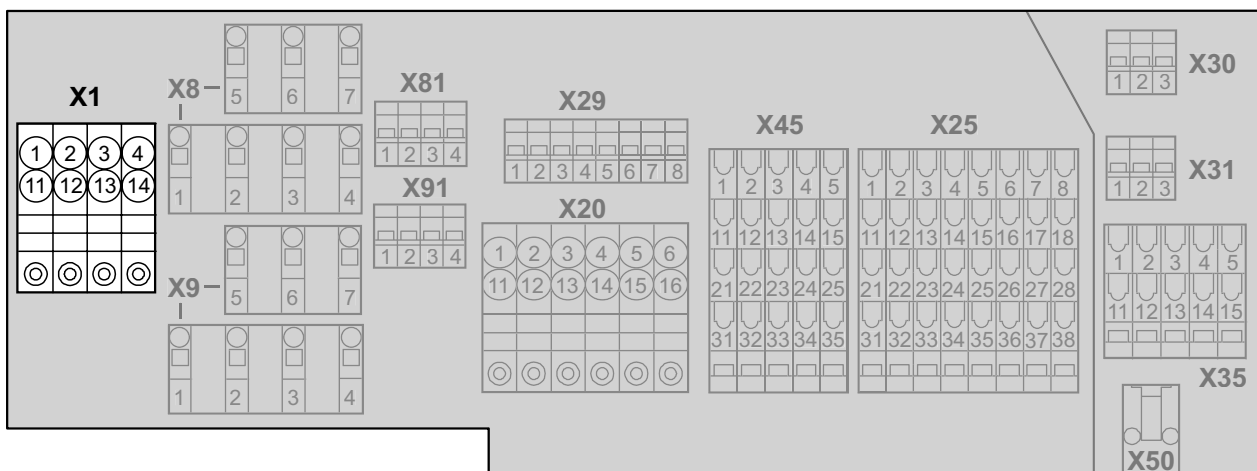 X1
1 2 3 4
11 12 13 14
X8
5 6 7
1 2 3 4
X9
5 6 7
1 2 3 4
X81
1 2 3 4
X91
1 2 3 4
X29
1 2 3 4 5 6 7 8
X20
1 2 3 4 5 6
11 12 13 14 15 16
X45
1 2 3 4 5
11 12 13 14 15
21 22 23 24 25
31 32 33 34 35
X25
1 2 3 4 5 6 7 8
11 12 13 14 15 16 17 18
21 22 23 24 25 26 27 28
31 32 33 34 35 36 37 38
X30
1 2 3
X31
1 2 3
1 2 3 4 5
11 12 13 14 15
X35
X50